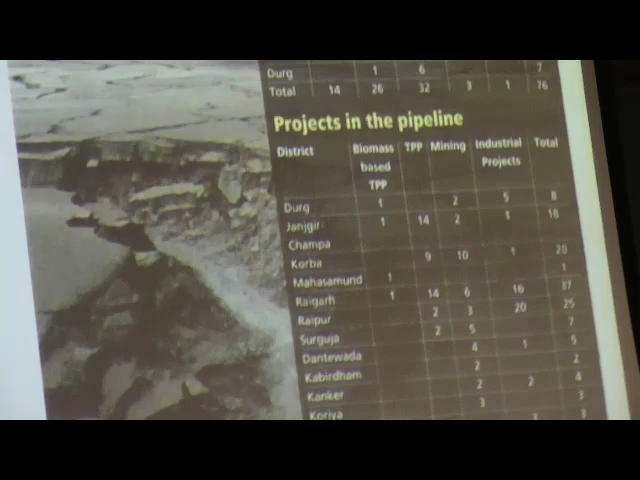 Durg 1 6 7
Total 14 26 32 3 1 76
Projects in the pipeline
District Biomass based TPP TPP Mining Industrial Projects Total
Durg 1 2 5 8
Janjgir 1 14 2 1 18
Champa
Korba 9 10 1 20
Mahasamund 1 1
Raigarh 1 14 6 16 37
Raipur 2 3 20 25
Surguja 2 5 7
Dantewada 4 1 5
Kabirdham 2 2
Kanker 2 2 4
Koriya 3 3